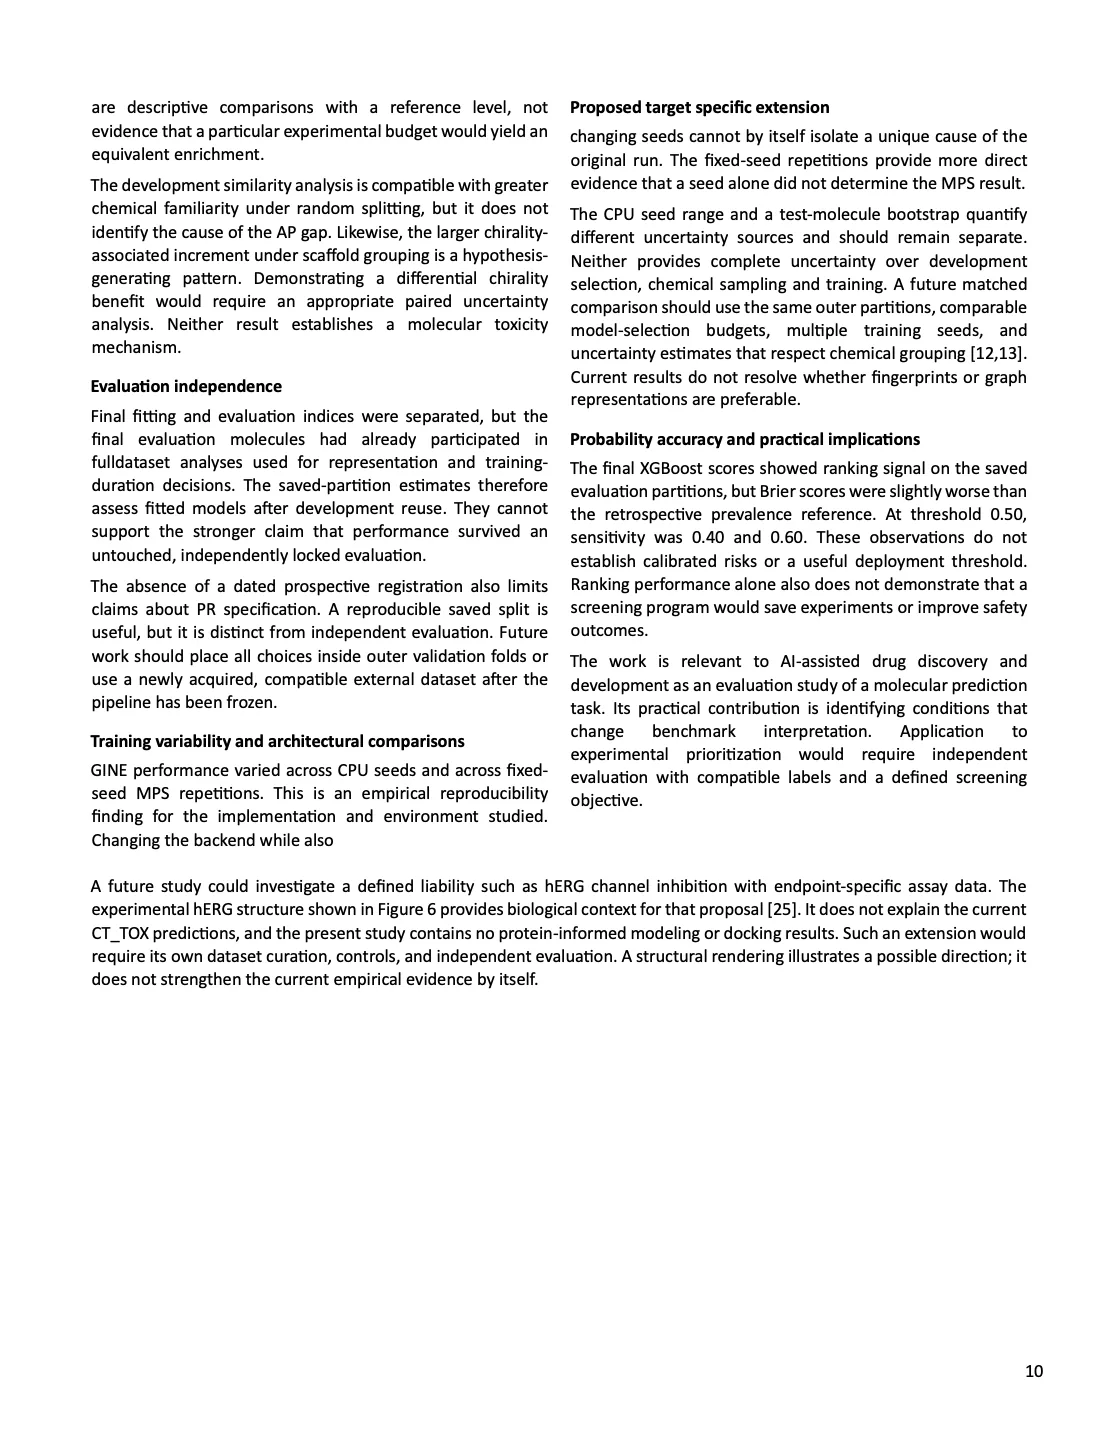 are descriptive comparisons with a reference level, not
evidence that a particular experimental budget would yield an
equivalent enrichment.
The development similarity analysis is compatible with greater
chemical familiarity under random splitting, but it does not
identify the cause of the AP gap. Likewise, the larger chirality-
associated increment under scaffold grouping is a hypothesis-
generating pattern. Demonstrating a differential chirality
benefit would require an appropriate paired uncertainty
analysis. Neither result establishes a molecular toxicity
mechanism.
Evaluation independence
Final fitting and evaluation indices were separated, but the
final evaluation molecules had already participated in
fulldataset analyses used for representation and training-
duration decisions. The saved-partition estimates therefore
assess fitted models after development reuse. They cannot
support the stronger claim that performance survived an
untouched, independently locked evaluation.
The absence of a dated prospective registration also limits
claims about PR specification. A reproducible saved split is
useful, but it is distinct from independent evaluation. Future
work should place all choices inside outer validation folds or
use a newly acquired, compatible external dataset after the
pipeline has been frozen.
Training variability and architectural comparisons
GINE performance varied across CPU seeds and across fixed-
seed MPS repetitions. This is an empirical reproducibility
finding for the implementation and environment studied.
Changing the backend while also
Proposed target specific extension
changing seeds cannot by itself isolate a unique cause of the
original run. The fixed-seed repetitions provide more direct
evidence that a seed alone did not determine the MPS result.
The CPU seed range and a test-molecule bootstrap quantify
different uncertainty sources and should remain separate.
Neither provides complete uncertainty over development
selection, chemical sampling and training. A future matched
comparison should use the same outer partitions, comparable
model-selection budgets, multiple training seeds, and
uncertainty estimates that respect chemical grouping [12,13].
Current results do not resolve whether fingerprints or graph
representations are preferable.
Probability accuracy and practical implications
The final XGBoost scores showed ranking signal on the saved
evaluation partitions, but Brier scores were slightly worse than
the retrospective prevalence reference. At threshold 0.50,
sensitivity was 0.40 and 0.60. These observations do not
establish calibrated risks or a useful deployment threshold.
Ranking performance alone also does not demonstrate that a
screening program would save experiments or improve safety
outcomes.
The work is relevant to AI-assisted drug discovery and
development as an evaluation study of a molecular prediction
task. Its practical contribution is identifying conditions that
change benchmark interpretation. Application to
experimental prioritization would require independent
evaluation with compatible labels and a defined screening
objective.
A future study could investigate a defined liability such as hERG channel inhibition with endpoint-specific assay data. The
experimental hERG structure shown in Figure 6 provides biological context for that proposal [25]. It does not explain the current
CT_TOX predictions, and the present study contains no protein-informed modeling or docking results. Such an extension would
require its own dataset curation, controls, and independent evaluation. A structural rendering illustrates a possible direction; it
does not strengthen the current empirical evidence by itself.
10